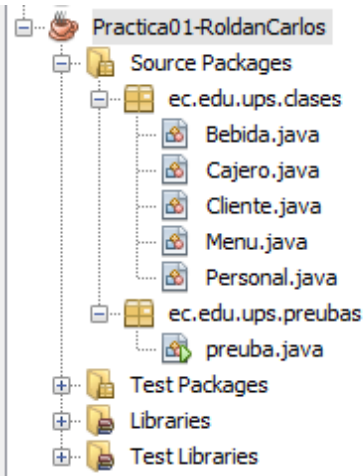 Practica01-RoldanCarlos
Source Packages
ec.edu.ups.clases
Bebida.java
Cajero.java
Cliente.java
Menu.java
Personal.java
ec.edu.ups.preubas
preuba.java
Test Packages
Libraries
Test Libraries